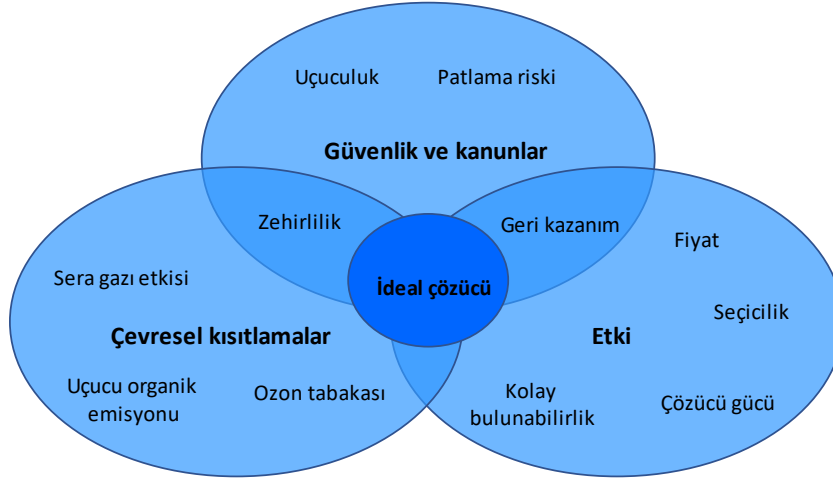 Uçuculuk
Patlama riski
Güvenlik ve kanunlar
Zehirlilik
Geri kazanım
Fiyat
Sera gazı etkisi
İdeal çözücü
Seçicilik
Çevresel kısıtlamalar
Etki
Uçucu organik
emisyonu
Ozon tabakası
Kolay
bulunabilirlik
Çözücü gücü